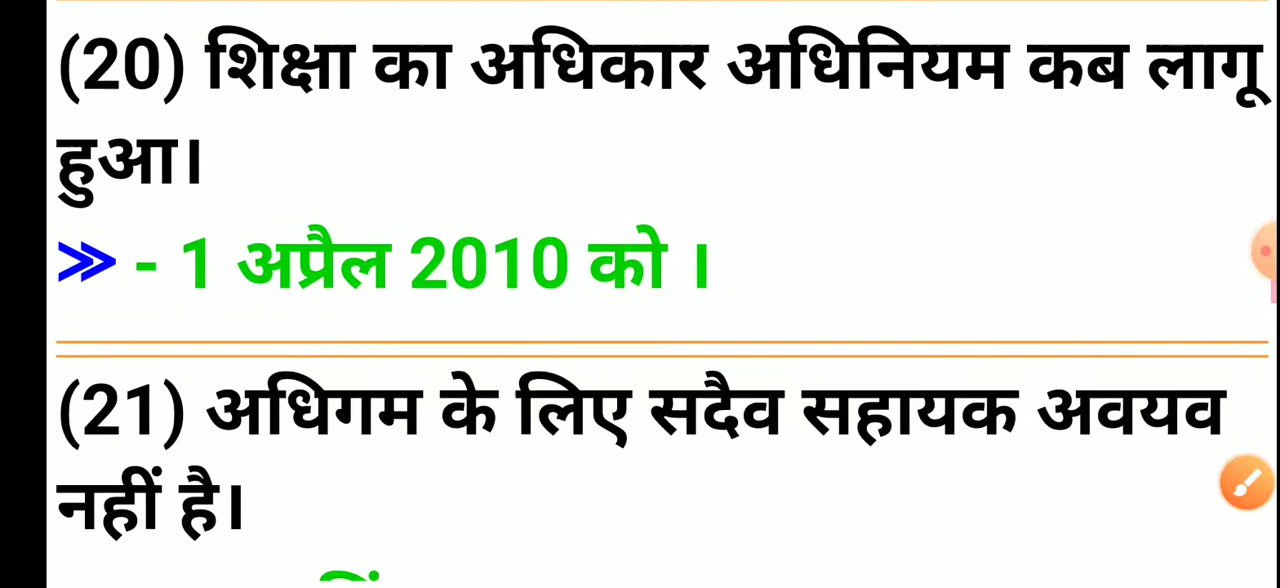 (20) शिक्षा का अधिकार अधिनियम कब लागू
हुआ।
≫ - 1 अप्रैल 2010 को ।
(21) अधिगम के लिए सदैव सहायक अवयव
नहीं है।